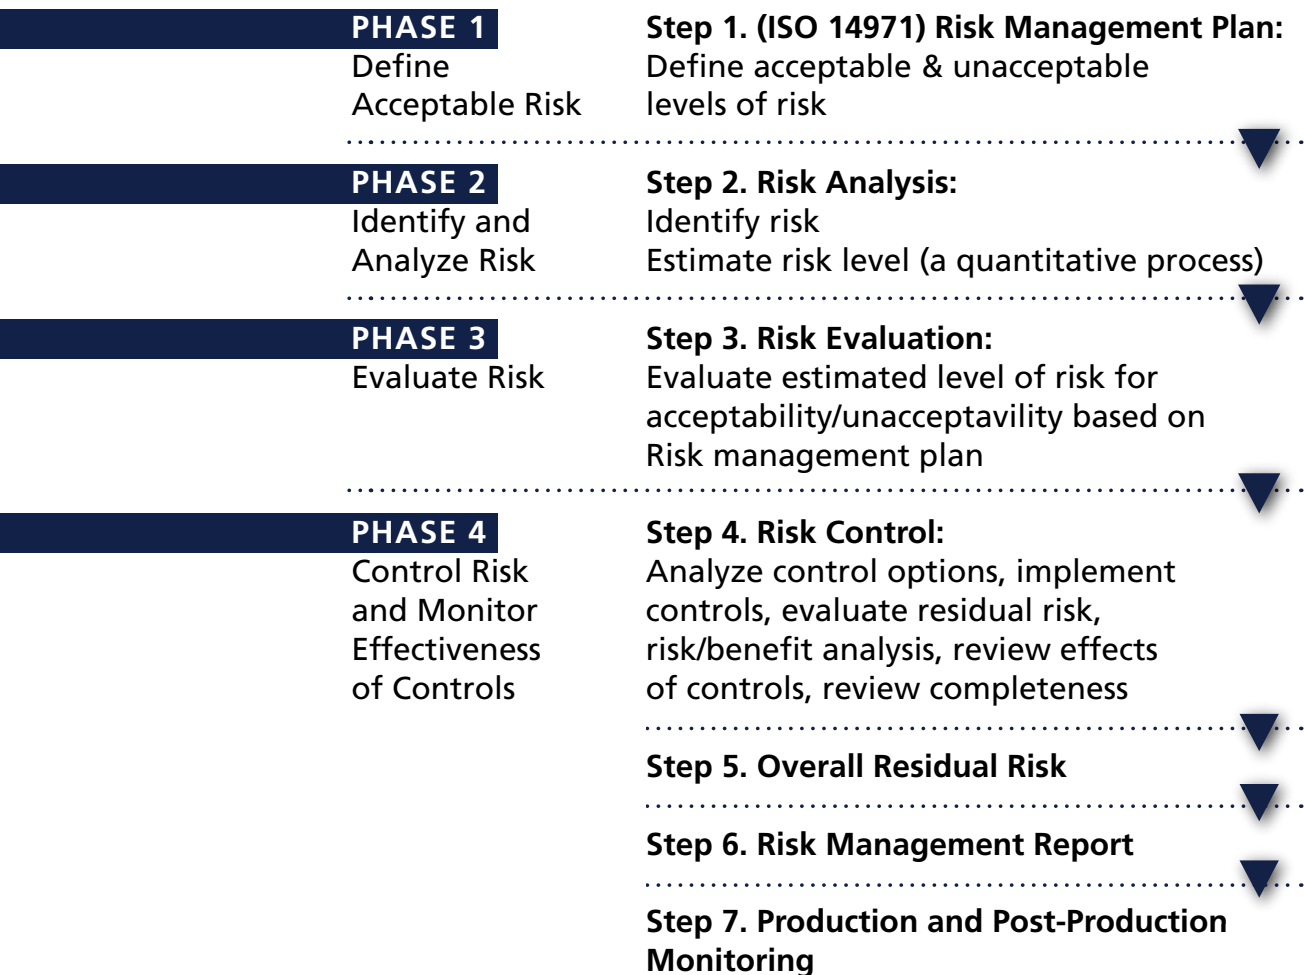 PHASE 1
Define
Acceptable Risk
Step 1. (ISO 14971) Risk Management Plan:
Define acceptable & unacceptable
levels of risk
PHASE 2
Identify and
Analyze Risk
Step 2. Risk Analysis:
Identify risk
Estimate risk level (a quantitative process)
PHASE 3
Evaluate Risk
Step 3. Risk Evaluation:
Evaluate estimated level of risk for
acceptability/unacceptavility based on
Risk management plan
PHASE 4
Control Risk
and Monitor
Effectiveness
of Controls
Step 4. Risk Control:
Analyze control options, implement
controls, evaluate residual risk,
risk/benefit analysis, review effects
of controls, review completeness
Step 5. Overall Residual Risk
Step 6. Risk Management Report
Step 7. Production and Post-Production
Monitoring